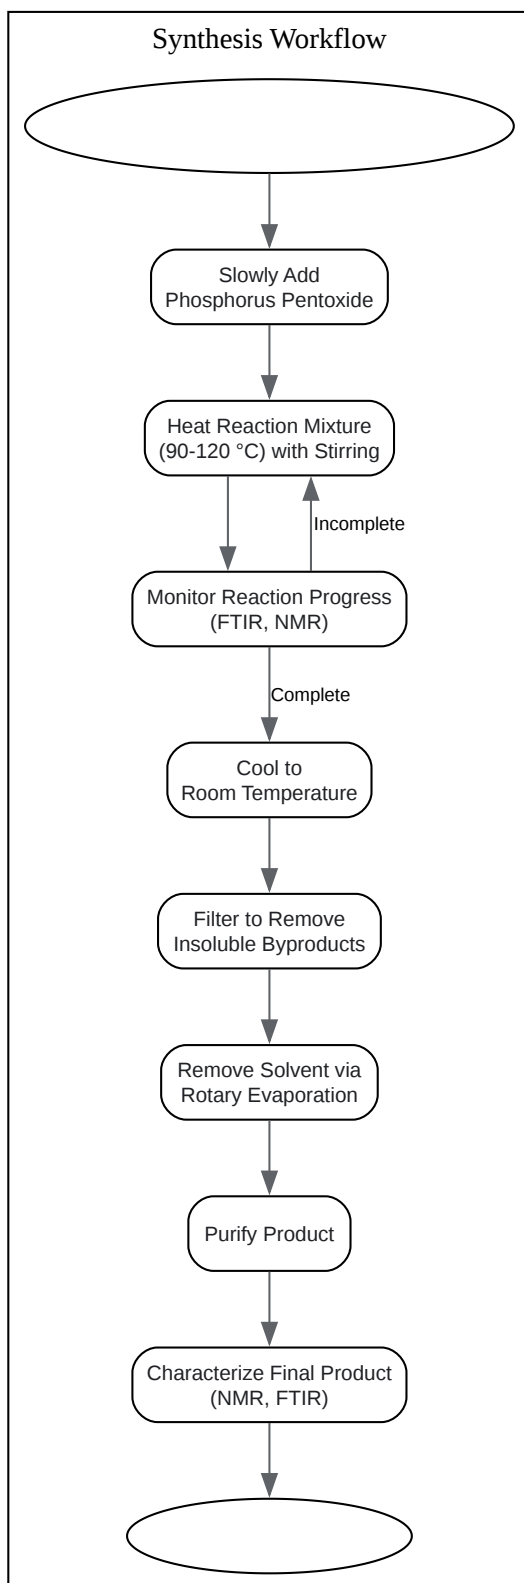 Synthesis Workflow
Slowly Add
Phosphorus Pentoxide
Heat Reaction Mixture
(90-120 °C) with Stirring
Incomplete
Monitor Reaction Progress
(FTIR, NMR)
Complete
Cool to
Room Temperature
Filter to Remove
Insoluble Byproducts
Remove Solvent via
Rotary Evaporation
Purify Product
Characterize Final Product
(NMR, FTIR)